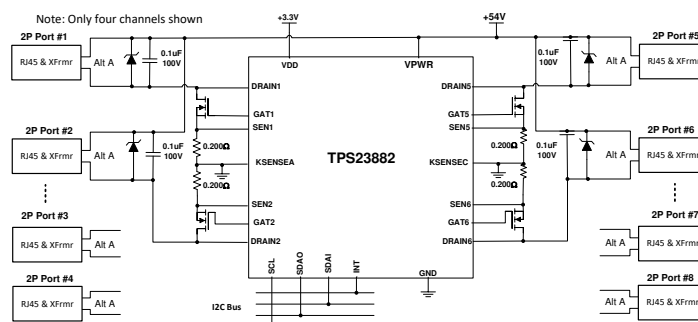 Note: Only four channels shown
+3.3V
+54V
2P Port #1
RJ45 & XFrmr
Alt A
0.1uF
100V
VDD
VPWR
0.1uF
100V
Alt A
2P Port #5
RJ45 & XFrmr
DRAIN1
GAT1
SEN1
DRAIN5
GAT5
SEN5
2P Port #2
RJ45 & XFrmr
Alt A
0.1uF
100V
0.200Ω
KSENSEA
0.200Ω
TPS23882
KSENSEC
0.200Ω
0.200Ω
0.1uF
100V
Alt A
2P Port #6
RJ45 & XFrmr
SEN2
GAT2
DRAIN2
SEN6
GAT6
DRAIN6
2P Port #3
RJ45 & XFrmr
Alt A
Alt A
2P Port #7
RJ45 & XFrmr
SCL
SDAO
SDAI
INT
GND
2P Port #4
RJ45 & XFrmr
Alt A
I2C Bus
Alt A
2P Port #8
RJ45 & XFrmr